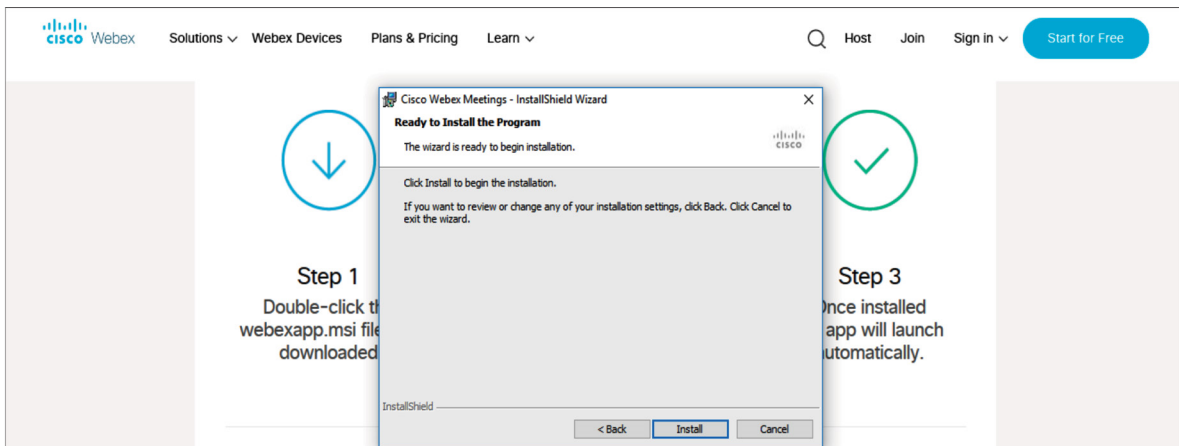 cisco Webex
Solutions Webex Devices Plans & Pricing Learn Host Join Sign in Start for Free
Cisco Webex Meetings - InstallShield Wizard
Ready to Install the Program
The wizard is ready to begin installation.
cisco
Click Install to begin the installation.
If you want to review or change any of your installation settings, click Back. Click Cancel to
exit the wizard.
InstallShield
< Back Install Cancel
Step 1
Double-click
webexapp.msi
downloaded
Step 3
installed
app will launch